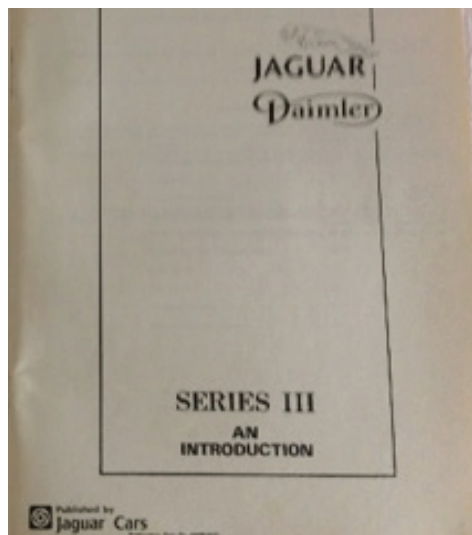 JAGUAR
Daimler
SERIES III
AN
INTRODUCTION
Published by
Jaguar Cars